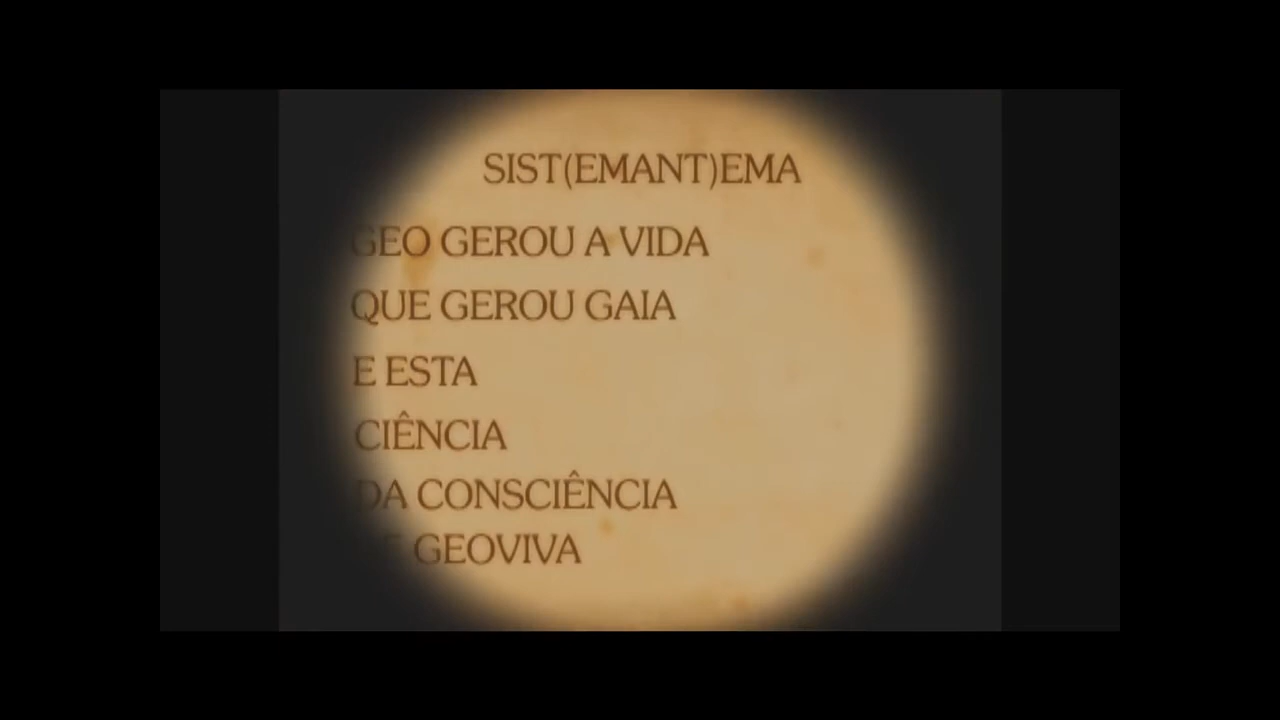 SIST(EMANT)EMA
GEO GEROU A VIDA
QUE GEROU GAIA
E ESTA
CIÊNCIA
DA CONSCIÊNCIA
GEOVIVA